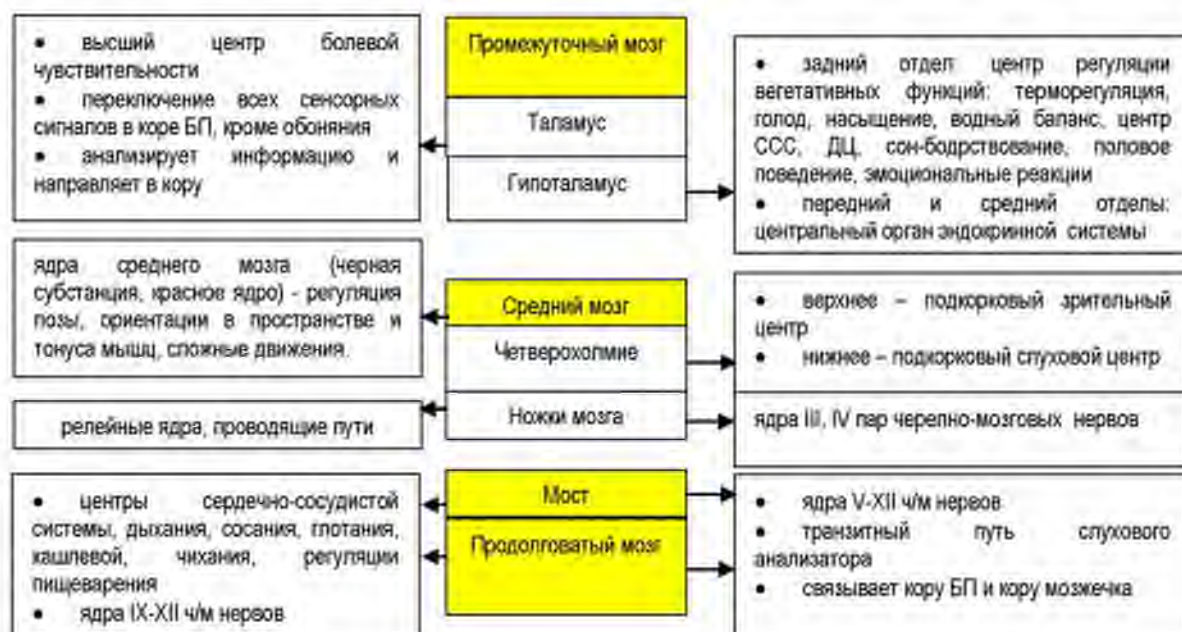 • высший центр болевой
чувствительности
• переключение всех сенсорных
сигналов в коре БП, кроме обоняния
• анализирует информацию и
направляет в кору
Промежуточный мозг
Таламус
Гипоталамус
• задний отдел: центр регуляции
вегетативных функций: терморегуляция,
голод, насыщение, водный баланс, центр
ССС, ДЦ, сон-бодрствование, половое
поведение, эмоциональные реакции
• передний и средний отделы:
центральный орган эндокринной системы
ядра среднего мозга (черная
субстанция, красное ядро) - регуляция
позы, ориентации в пространстве и
тонуса мышц, сложные движения.
релейные ядра, проводящие пути
Средний мозг
Четверохолмие
Ножки мозга
• верхнее – подкорковый зрительный
центр
• нижнее – подкорковый слуховой центр
ядра III, IV пар черепно-мозговых нервов
• центры сердечно-сосудистой
системы, дыхания, сосания, глотания,
кашлевой, чихания, регуляции
пищеварения
• ядра IX-XII ч/м нервов
Мост
Продолговатый мозг
• ядра V-XII ч/м нервов
• транзитный путь слухового
анализатора
• связывает кору БП и кору мозжечка